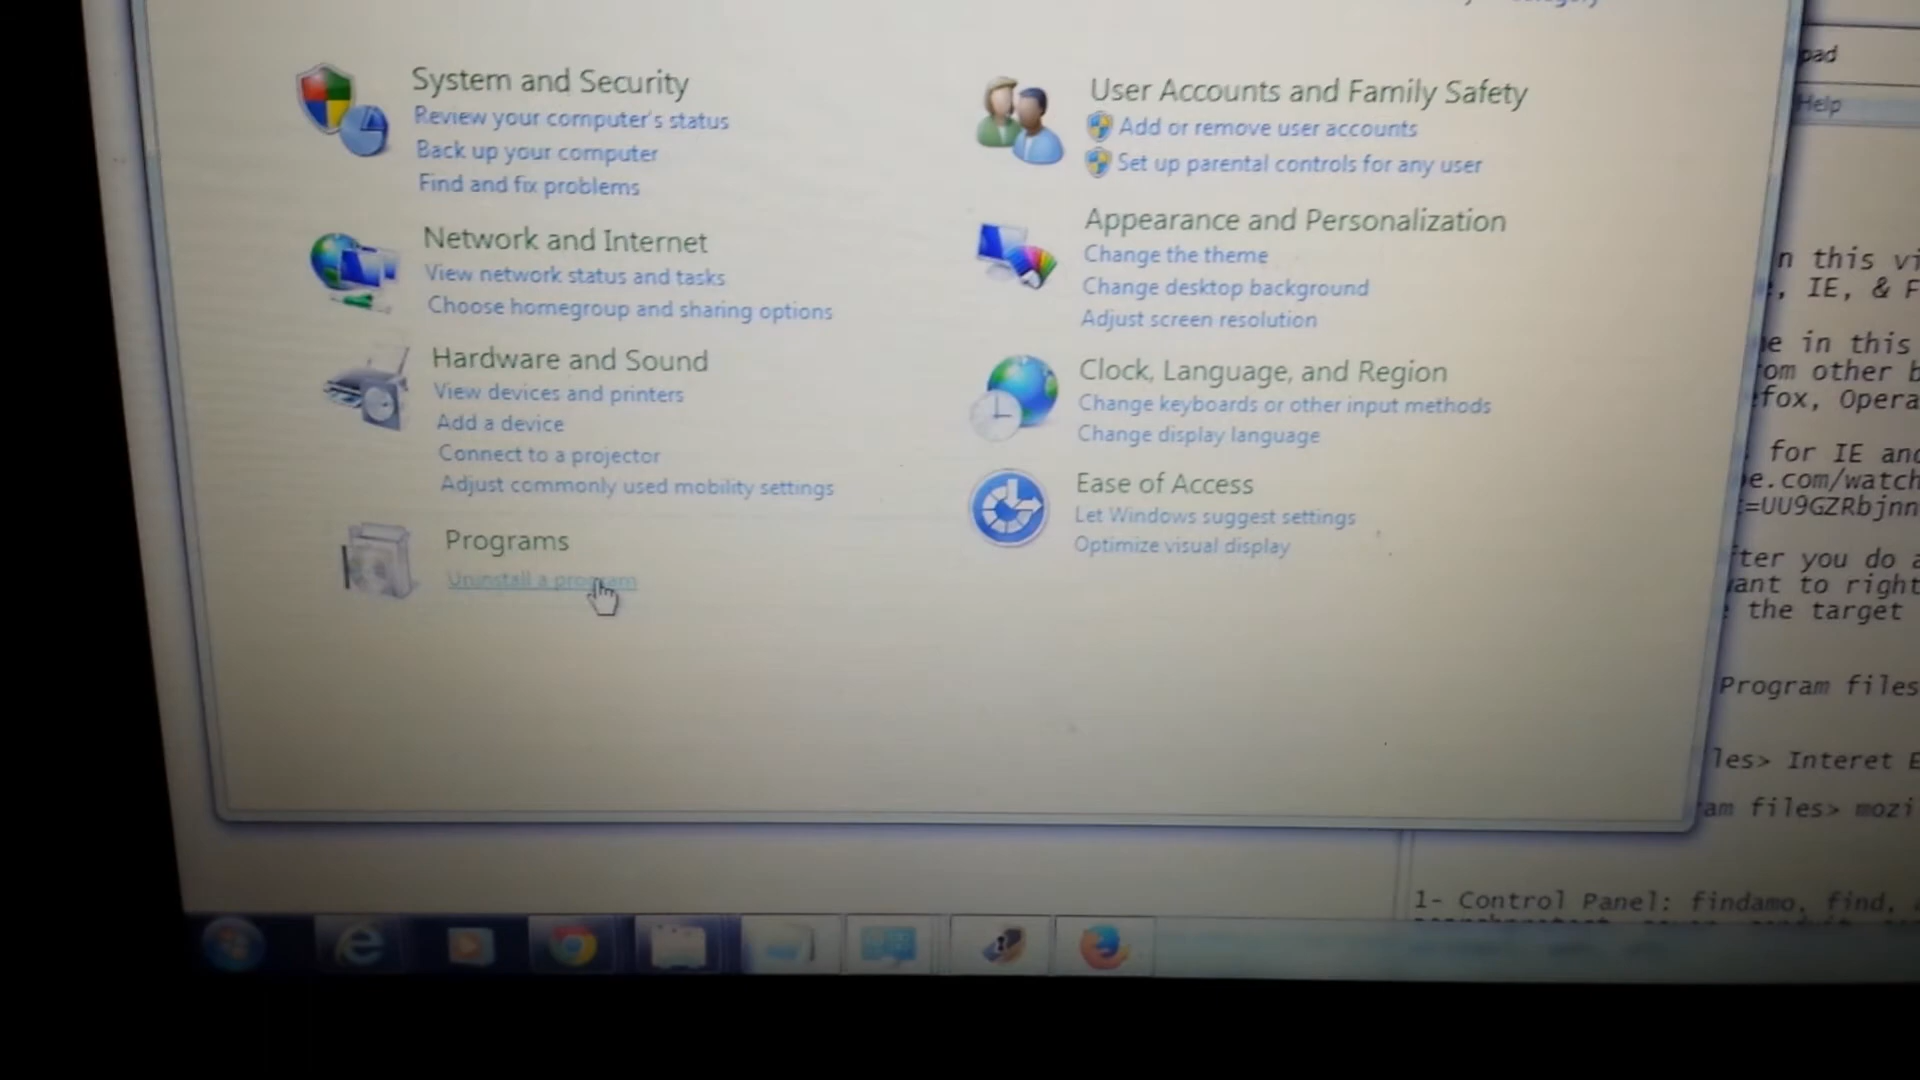 System and Security
Review your computer's status
Back up your computer
Find and fix problems
Network and Internet
View network status and tasks
Choose homegroup and sharing options
Hardware and Sound
View devices and printers
Add a device
Connect to a projector
Adjust commonly used mobility settings
Programs
Uninstall a program
User Accounts and Family Safety
Add or remove user accounts
Set up parental controls for any user
Appearance and Personalization
Change the theme
Change desktop background
Adjust screen resolution
Clock, Language, and Region
Change keyboards or other input methods
Change display language
Ease of Access
Let Windows suggest settings
Optimize visual display
pad
Help
n this vi
, IE, & F
e in this
om other b
fox, Opera
for IE and
e.com/watch
=UU9GZRbjnn
ter you do a
ant to right
the target
Program files
les> Interet E
am files> mozi
1- Control Panel: findamo, find,